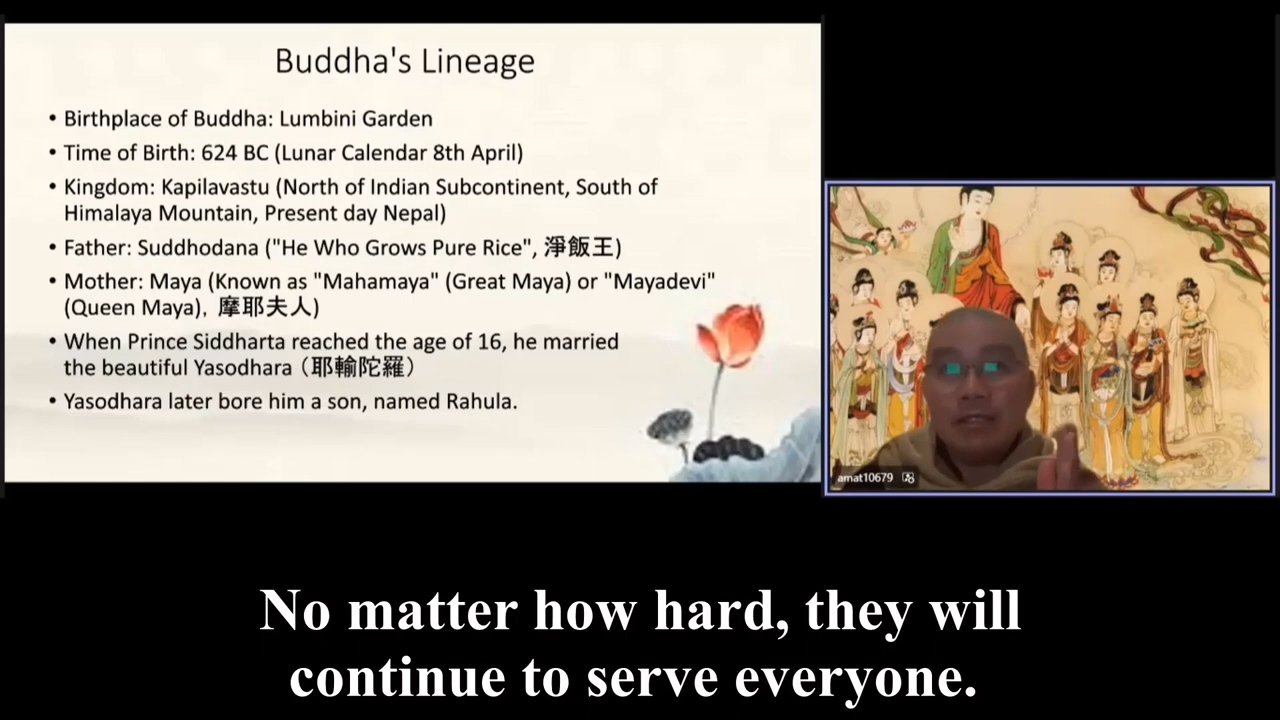 Buddha's Lineage
• Birthplace of Buddha: Lumbini Garden
• Time of Birth: 624 BC (Lunar Calendar 8th April)
• Kingdom: Kapilavastu (North of Indian Subcontinent, South of
Himalaya Mountain, Present day Nepal)
• Father: Suddhodana ("He Who Grows Pure Rice", 淨飯王)
• Mother: Maya (Known as "Mahamaya" (Great Maya) or "Mayadevi"
(Queen Maya), 摩耶夫人)
• When Prince Siddharta reached the age of 16, he married
the beautiful Yasodhara（耶輸陀羅）
• Yasodhara later bore him a son, named Rahula.
amat10679
No matter how hard, they will
continue to serve everyone.